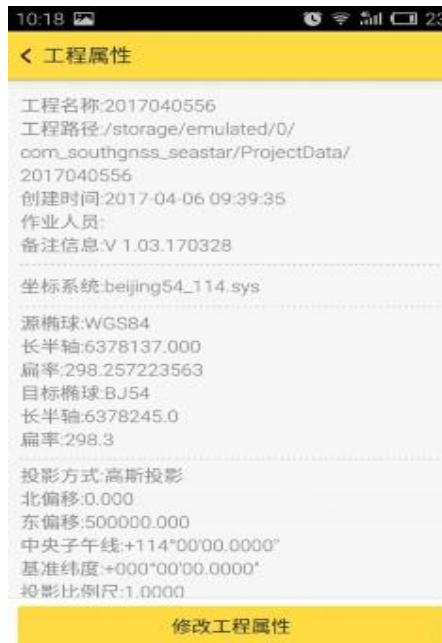 10:18
23
工程属性
工程名称:2017040556
工程路径:/storage/emulated/0/
com_southgnss_seastar/ProjectData/
2017040556
创建时间:2017-04-06 09:39:35
作业人员:
备注信息:V 1.03.170328
坐标系统:beijing54_114.sys
源椭球:WGS84
长半轴:6378137.000
扁率:298.257223563
目标椭球:BJ54
长半轴:6378245.0
扁率:298.3
投影方式:高斯投影
北偏移:0.000
东偏移:500000.000
中央子午线:+114°00'00.0000"
基准纬度:+000°00'00.0000"
投影比例尺:1.0000
修改工程属性